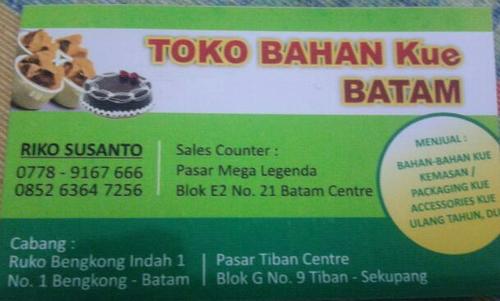 TOKO BAHAN Kue
BATAM
RIKO SUSANTO
0778 - 9167 666
0852 6364 7256
Sales Counter :
Pasar Mega Legenda
Blok E2 No. 21 Batam Centre
MENJUAL :
BAHAN-BAHAN KUE
KEMASAN /
PACKAGING KUE
ACCESSORIES KUE
ULANG TAHUN, DLL
Cabang :
Ruko Bengkong Indah 1
No. 1 Bengkong - Batam
Pasar Tiban Centre
Blok G No. 9 Tiban - Sekupang